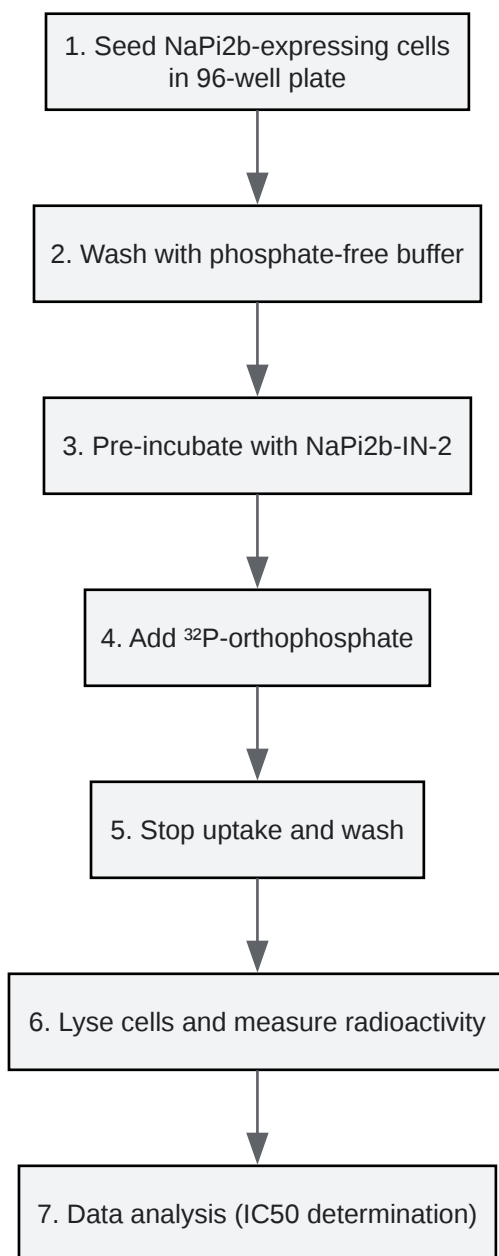 1. Seed NaPi2b-expressing cells
in 96-well plate
2. Wash with phosphate-free buffer
3. Pre-incubate with NaPi2b-IN-2
4. Add ³²P-orthophosphate
5. Stop uptake and wash
6. Lyse cells and measure radioactivity
7. Data analysis (IC50 determination)